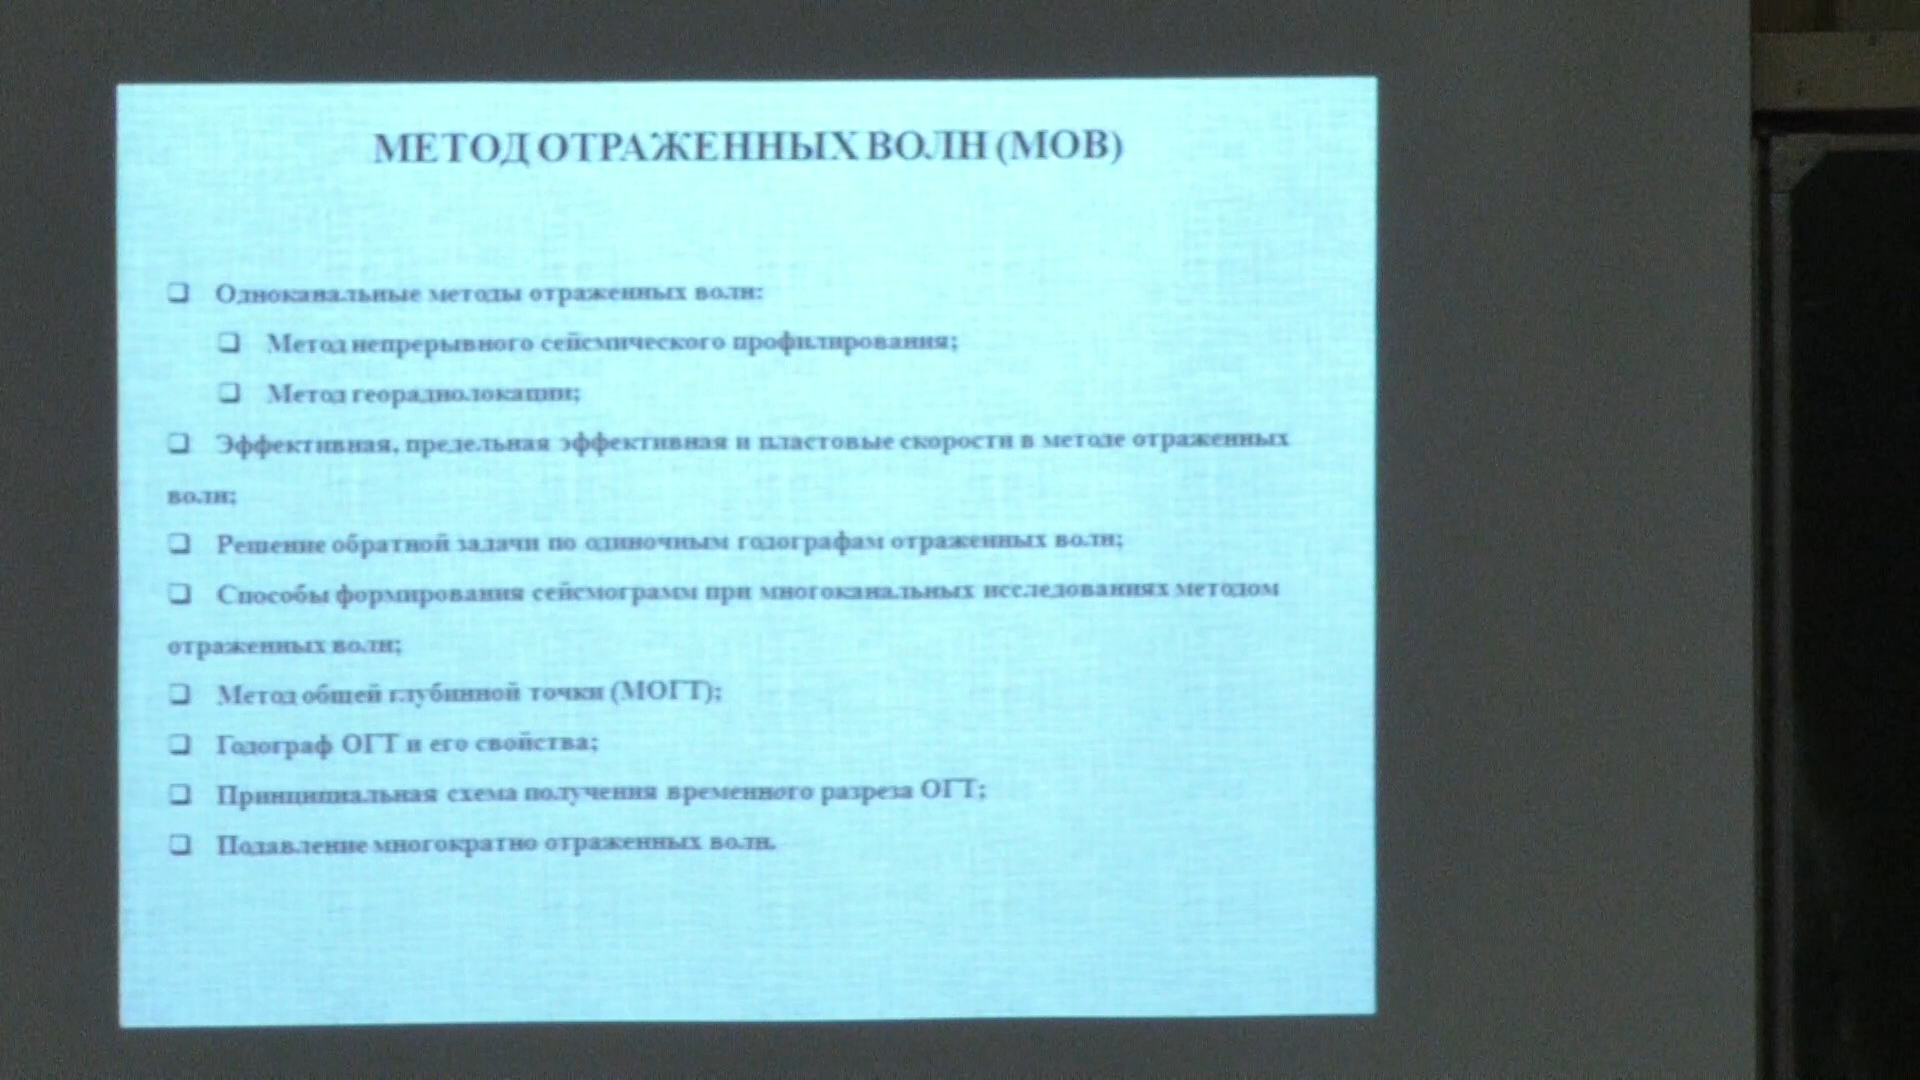 МЕТОД ОТРАЖЕННЫХ ВОЛН (МОВ)
❑ Одноканальные методы отраженных волн:
❑ Метод непрерывного сейсмического профилирования;
❑ Метод георадиолокации;
❑ Эффективная, предельная эффективная и пластовые скорости в методе отраженных
волн;
❑ Решение обратной задачи по одиночным годографам отраженных волн;
❑ Способы формирования сейсмограмм при многоканальных исследованиях методом
отраженных волн;
❑ Метод общей глубинной точки (МОГТ);
❑ Годограф ОГТ и его свойства;
❑ Принципиальная схема получения временного разреза ОГТ;
❑ Подавление многократно отраженных волн.